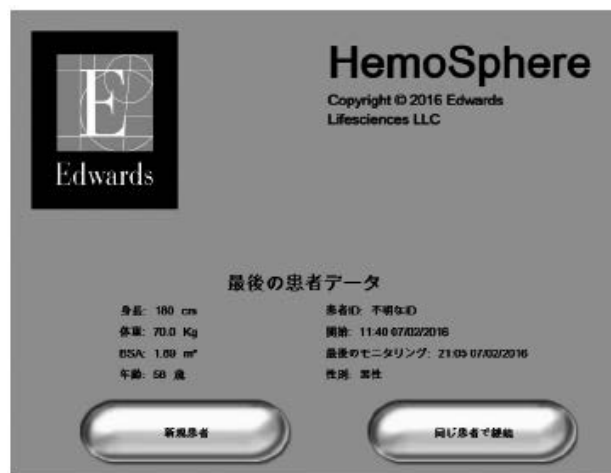 E
Edwards
HemoSphere
Copyright © 2016 Edwards
Lifesciences LLC
最後の患者データ
身長: 180 cm
体重: 70.0 Kg
BSA: 1.89 m²
年齢: 58 歳
患者ID: 不明なID
開始: 11:40 07/02/2016
最後のモニタリング: 21:05 07/02/2016
性別: 男性
新規患者
同じ患者で継続